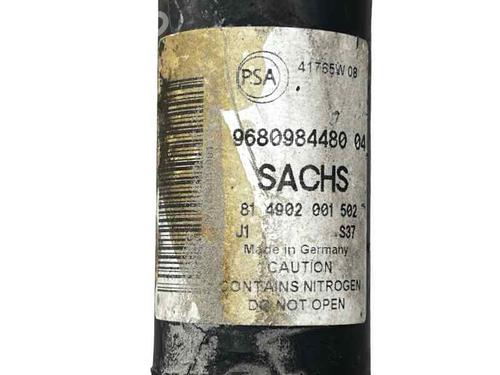 PSA 41765W 08
9680984480 04
SACHS
81 4902 001 502
J1 S37
Made in Germany
CAUTION
CONTAINS NITROGEN
DO NOT OPEN